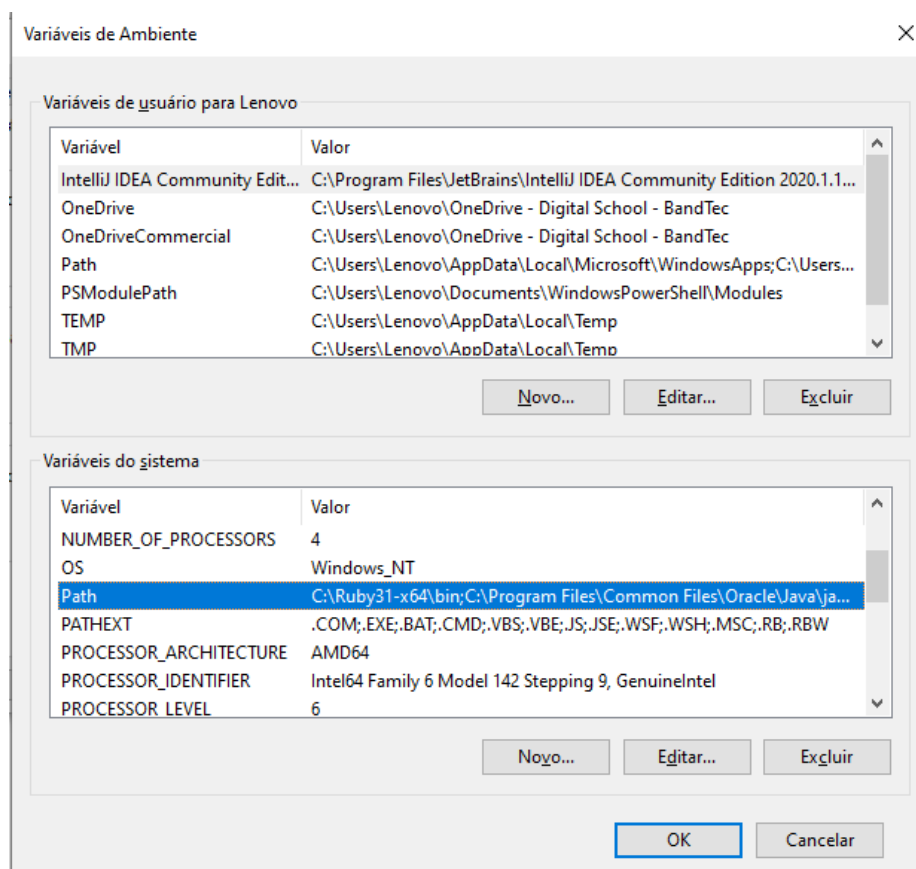 Variáveis de Ambiente
Variáveis de usuário para Lenovo
Variável Valor
IntelliJ IDEA Community Edit... C:\Program Files\JetBrains\IntelliJ IDEA Community Edition 2020.1.1...
OneDrive C:\Users\Lenovo\OneDrive - Digital School - BandTec
OneDriveCommercial C:\Users\Lenovo\OneDrive - Digital School - BandTec
Path C:\Users\Lenovo\AppData\Local\Microsoft\WindowsApps;C:\Users...
PSModulePath C:\Users\Lenovo\Documents\WindowsPowerShell\Modules
TEMP C:\Users\Lenovo\AppData\Local\Temp
TMP C:\Users\Lenovo\AppData\Local\Temp
Novo... Editar... Excluir
Variáveis do sistema
Variável Valor
NUMBER_OF_PROCESSORS 4
OS Windows_NT
Path C:\Ruby31-x64\bin;C:\Program Files\Common Files\Oracle\Java\ja...
PATHEXT .COM;.EXE;.BAT;.CMD;.VBS;.VBE;.JS;.JSE;.WSF;.WSH;.MSC;.RB;.RBW
PROCESSOR_ARCHITECTURE AMD64
PROCESSOR_IDENTIFIER Intel64 Family 6 Model 142 Stepping 9, GenuineIntel
PROCESSOR_LEVEL 6
Novo... Editar... Excluir
OK Cancelar